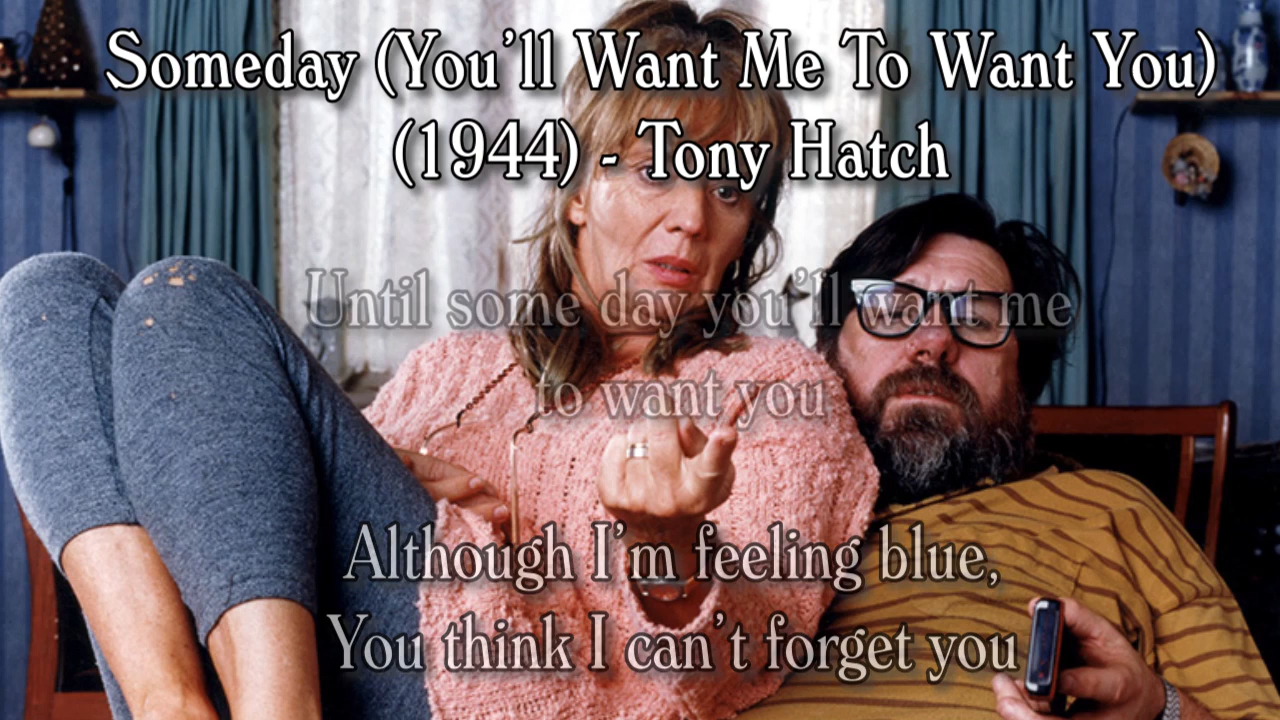 Someday (You'll Want Me To Want You)
(1944) - Tony Hatch
Until some day you'll want me
to want you
Although I'm feeling blue,
You think I can't forget you